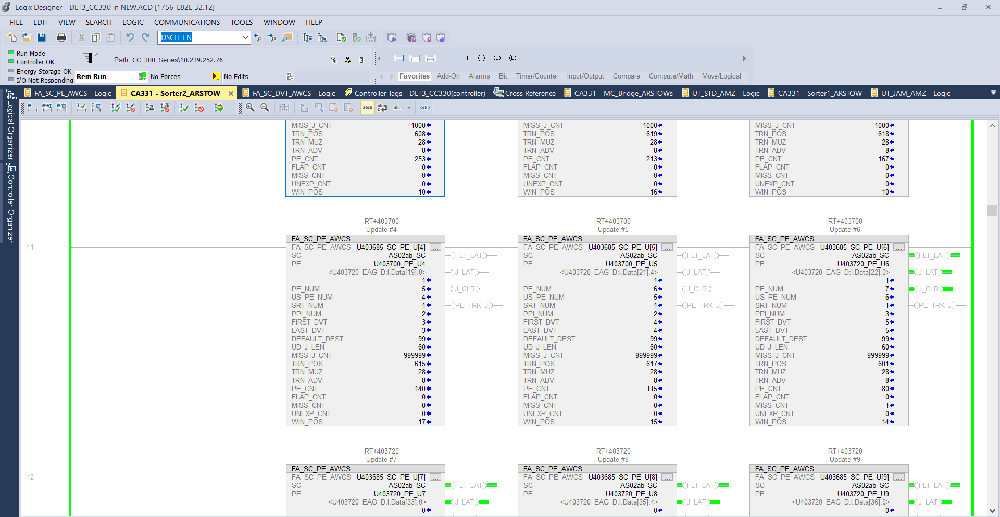 Logix Designer - DET3_CC330 in NEW.ACD [1756-L82E 32.12]
FILE EDIT VIEW SEARCH LOGIC COMMUNICATIONS TOOLS WINDOW HELP
DSCH_EN
Run Mode
Controller OK
Energy Storage OK
I/O Not Responding
Path: CC_300_Series\10.239.252.76
Rem Run No Forces No Edits
Favorites Add-On Alarms Bit Timer/Counter Input/Output Compare Compute/Math Move/Logical
FA_SC_PE_AWCS - Logic CA331 - Sorter2_ARSTOW FA_SC_DVT_AWCS - Logic Controller Tags - DET3_CC330(controller) Cross Reference CA331 - MC_Bridge_ARSTOWs UT_STD_AMZ - Logic CA331 - Sorter1_ARSTOW UT_JAM_AMZ - Logic
Logical Organizer
Controller Organizer
MISS_J_CNT 1000 MISS_J_CNT 1000 MISS_J_CNT 1000
TRN_POS 608 TRN_POS 619 TRN_POS 618
TRN_MUZ 28 TRN_MUZ 28 TRN_MUZ 28
TRN_ADV 8 TRN_ADV 8 TRN_ADV 8
PE_CNT 253 PE_CNT 213 PE_CNT 167
FLAP_CNT 0 FLAP_CNT 0 FLAP_CNT 0
MISS_CNT 0 MISS_CNT 0 MISS_CNT 0
UNEXP_CNT 0 UNEXP_CNT 0 UNEXP_CNT 0
WIN_POS 10 WIN_POS 16 WIN_POS 10
RT+403700 RT+403700 RT+403700
Update #4 Update #5 Update #6
FA_SC_PE_AWCS FA_SC_PE_AWCS FA_SC_PE_AWCS
11 FA_SC_PE_AWCS U403685_SC_PE_U[4] ... FA_SC_PE_AWCS U403685_SC_PE_U[5] ... FA_SC_PE_AWCS U403685_SC_PE_U[6] ...
SC AS02ab_SC (FLT_LAT) SC AS02ab_SC (FLT_LAT) SC AS02ab_SC (FLT_LAT)
PE U403700_PE_U4 PE U403700_PE_U5 PE U403720_PE_U6
<U403720_EAG_D:I.Data[19].0> (J_LAT) <U403720_EAG_D:I.Data[21].4> (J_LAT) <U403720_EAG_D:I.Data[22].0> (J_LAT)
1 1 1
PE_NUM 5 (J_CLR) PE_NUM 6 (J_CLR) PE_NUM 7 (J_CLR)
US_PE_NUM 4 US_PE_NUM 5 US_PE_NUM 6
SRT_NUM 1 (PE_TRK_J) SRT_NUM 1 (PE_TRK_J) SRT_NUM 1 (PE_TRK_J)
PPI_NUM 2 PPI_NUM 2 PPI_NUM 3
FIRST_DVT 3 FIRST_DVT 4 FIRST_DVT 5
LAST_DVT 3 LAST_DVT 4 LAST_DVT 5
DEFAULT_DEST 99 DEFAULT_DEST 99 DEFAULT_DEST 99
UD_J_LEN 60 UD_J_LEN 60 UD_J_LEN 60
MISS_J_CNT 999999 MISS_J_CNT 999999 MISS_J_CNT 999999
TRN_POS 615 TRN_POS 617 TRN_POS 601
TRN_MUZ 28 TRN_MUZ 28 TRN_MUZ 28
TRN_ADV 8 TRN_ADV 8 TRN_ADV 8
PE_CNT 140 PE_CNT 115 PE_CNT 80
FLAP_CNT 0 FLAP_CNT 0 FLAP_CNT 0
MISS_CNT 0 MISS_CNT 0 MISS_CNT 1
UNEXP_CNT 0 UNEXP_CNT 0 UNEXP_CNT 0
WIN_POS 17 WIN_POS 15 WIN_POS 14
RT+403720 RT+403720 RT+403720
Update #7 Update #8 Update #9
FA_SC_PE_AWCS FA_SC_PE_AWCS FA_SC_PE_AWCS
12 FA_SC_PE_AWCS U403685_SC_PE_U[7] ... FA_SC_PE_AWCS U403685_SC_PE_U[8] ... FA_SC_PE_AWCS U403685_SC_PE_U[9] ...
SC AS02ab_SC (FLT_LAT) SC AS02ab_SC (FLT_LAT) SC AS02ab_SC (FLT_LAT)
PE U403720_PE_U7 PE U403720_PE_U8 PE U403720_PE_U9
<U403720_EAG_D:I.Data[33].0> (J_LAT) <U403720_EAG_D:I.Data[35].4> (J_LAT) <U403720_EAG_D:I.Data[36].0> (J_LAT)
0 0 0